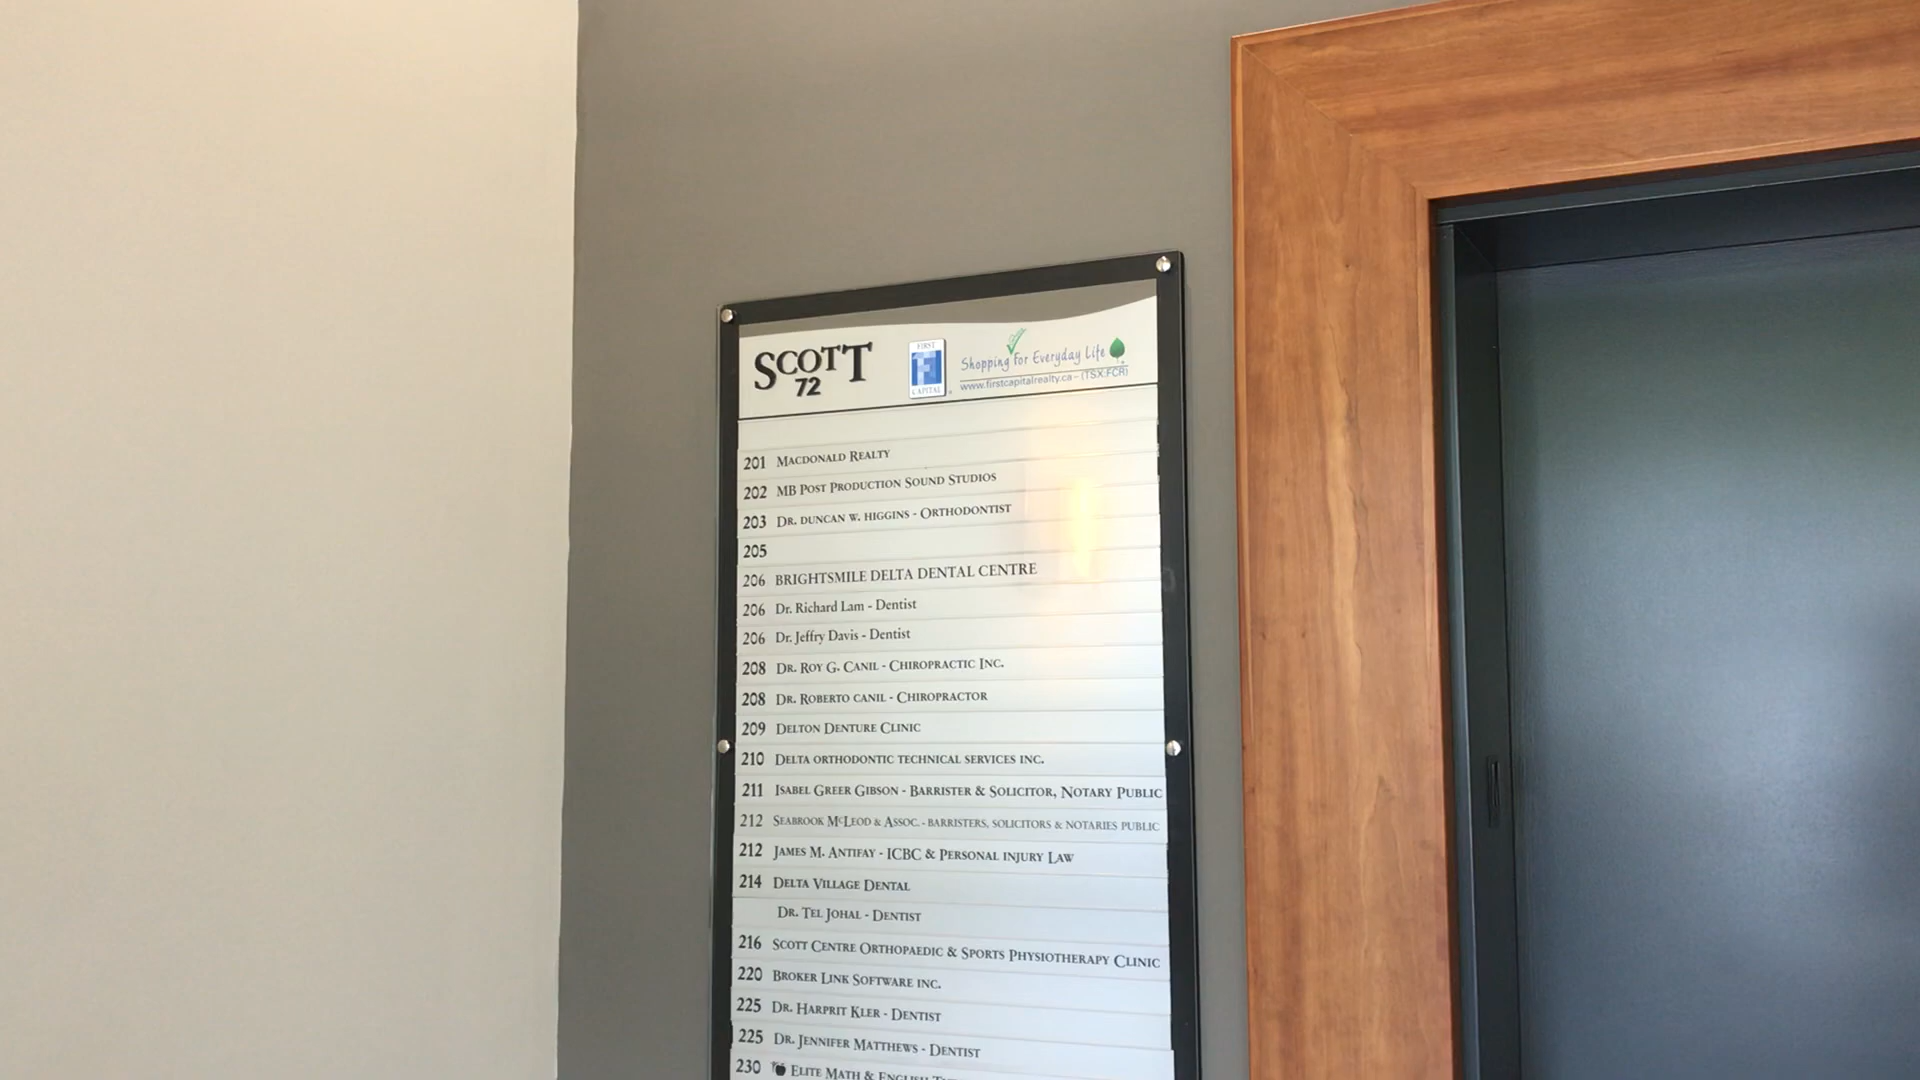 SCOTT
72
FIRST
CAPITAL
Shopping for Everyday Life
www.firstcapitalrealty.ca - (TSX:FCR)
201 MACDONALD REALTY
202 MB POST PRODUCTION SOUND STUDIOS
203 DR. DUNCAN W. HIGGINS - ORTHODONTIST
205
206 BRIGHTSMILE DELTA DENTAL CENTRE
206 Dr. Richard Lam - Dentist
206 Dr. Jeffry Davis - Dentist
208 DR. ROY G. CANIL - CHIROPRACTIC INC.
208 DR. ROBERTO CANIL - CHIROPRACTOR
209 DELTON DENTURE CLINIC
210 DELTA ORTHODONTIC TECHNICAL SERVICES INC.
211 ISABEL GREER GIBSON - BARRISTER & SOLICITOR, NOTARY PUBLIC
212 SEABROOK MCLEOD & ASSOC. - BARRISTERS, SOLICITORS & NOTARIES PUBLIC
212 JAMES M. ANTIFAY - ICBC & PERSONAL INJURY LAW
214 DELTA VILLAGE DENTAL
DR. TEL JOHAL - DENTIST
216 SCOTT CENTRE ORTHOPAEDIC & SPORTS PHYSIOTHERAPY CLINIC
220 BROKER LINK SOFTWARE INC.
225 DR. HARPRIT KLER - DENTIST
225 DR. JENNIFER MATTHEWS - DENTIST
230 ELITE MATH & ENGLISH